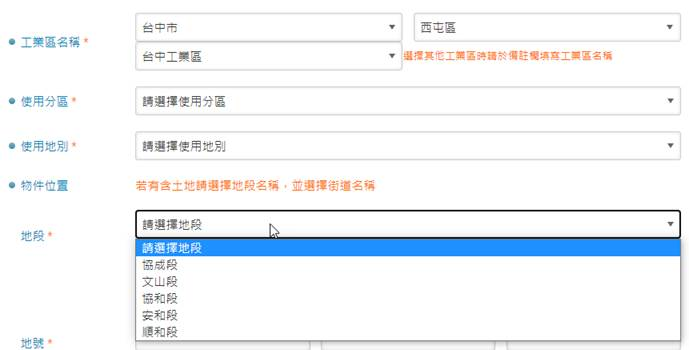 台中市
西屯區
工業區名稱 *
台中工業區
選擇其他工業區時請於備註欄填寫工業區名稱
使用分區 *
請選擇使用分區
使用地別 *
請選擇使用地別
物件位置
若有含土地請選擇地段名稱，並選擇街道名稱
地段 *
請選擇地段
請選擇地段
協成段
文山段
協和段
安和段
順和段
地號 *